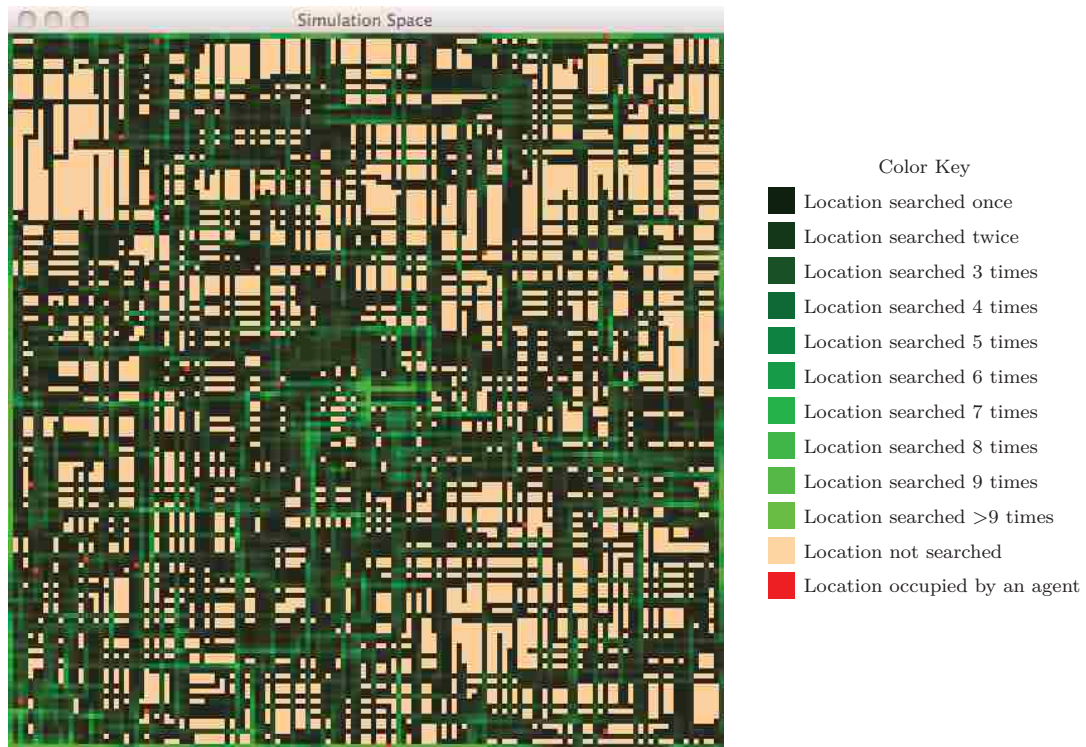 Simulation Space
Color Key
Location searched once
Location searched twice
Location searched 3 times
Location searched 4 times
Location searched 5 times
Location searched 6 times
Location searched 7 times
Location searched 8 times
Location searched 9 times
Location searched >9 times
Location not searched
Location occupied by an agent